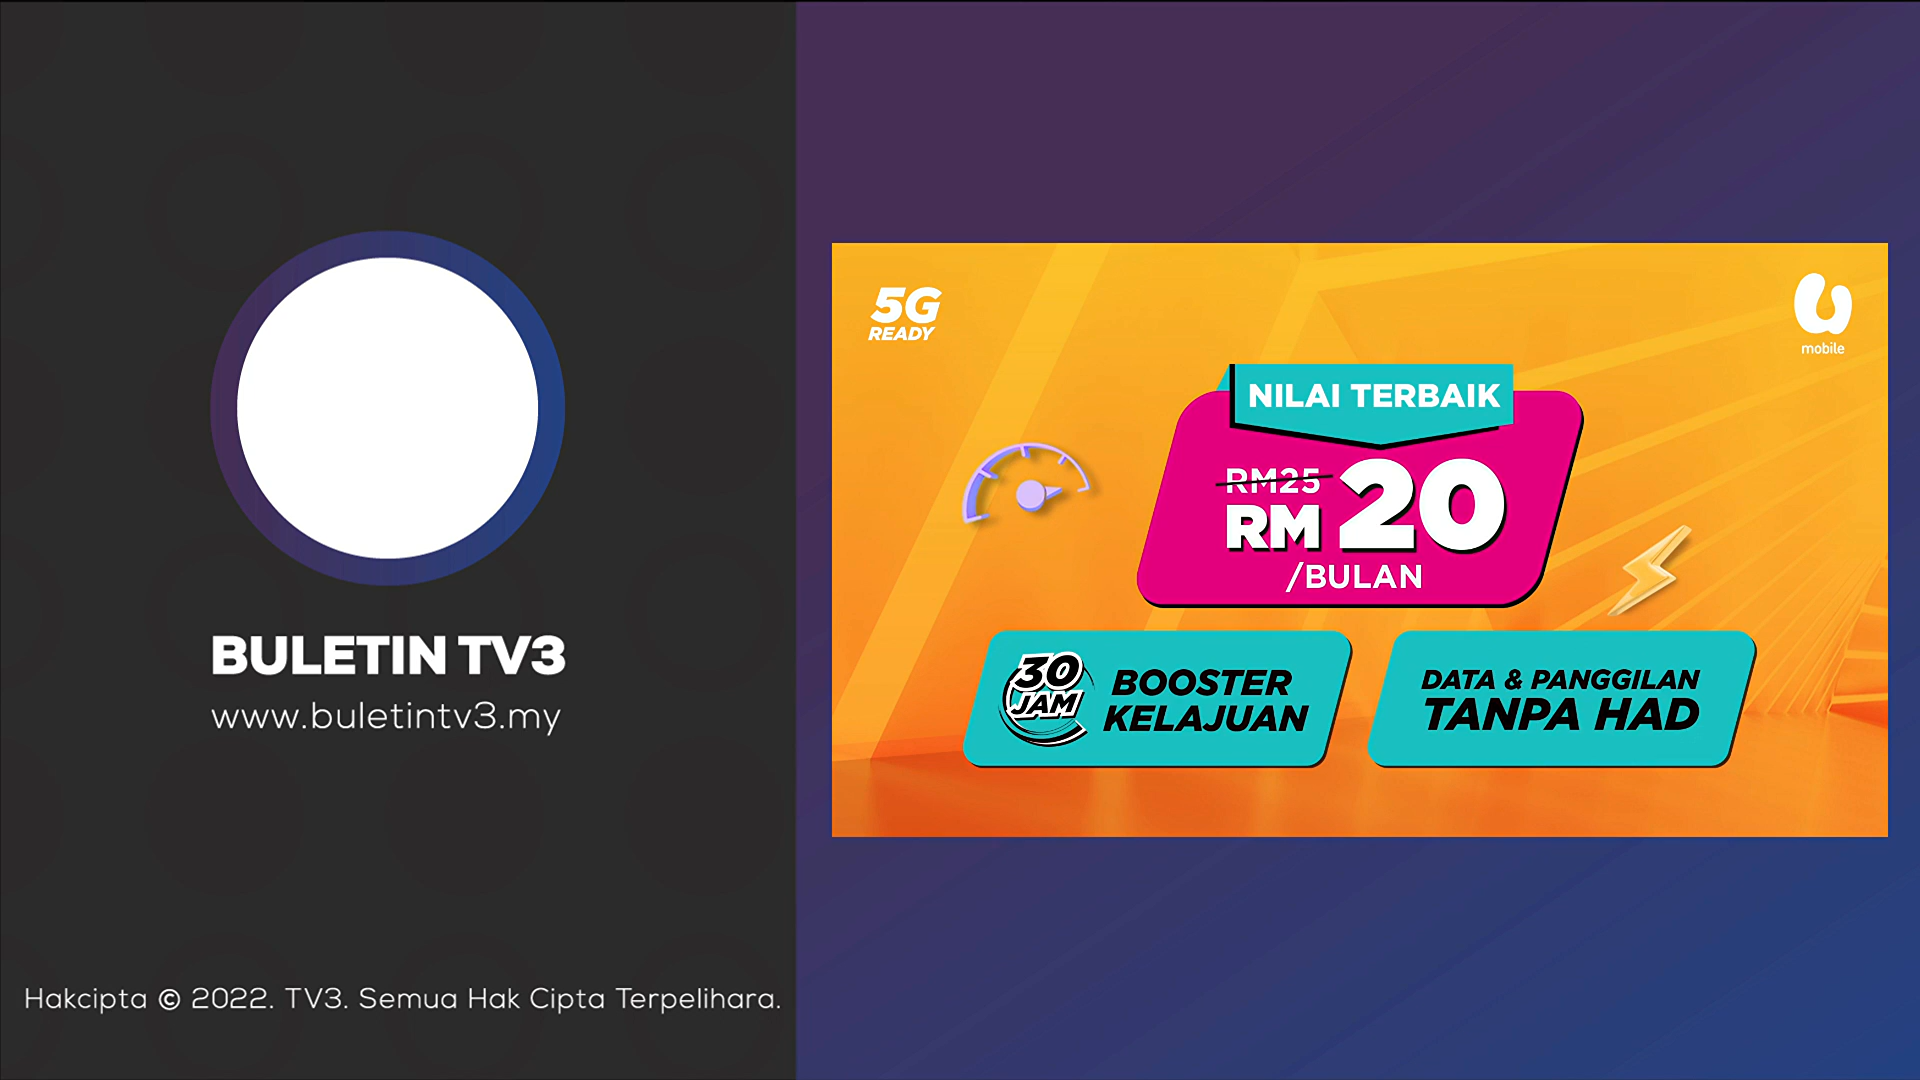 BULETIN TV3
www.buletintv3.my
Hakcipta © 2022. TV3. Semua Hak Cipta Terpelihara.
5G
READY
mobile
NILAI TERBAIK
RM25
RM 20
/BULAN
30
JAM
BOOSTER
KELAJUAN
DATA & PANGGILAN
TANPA HAD